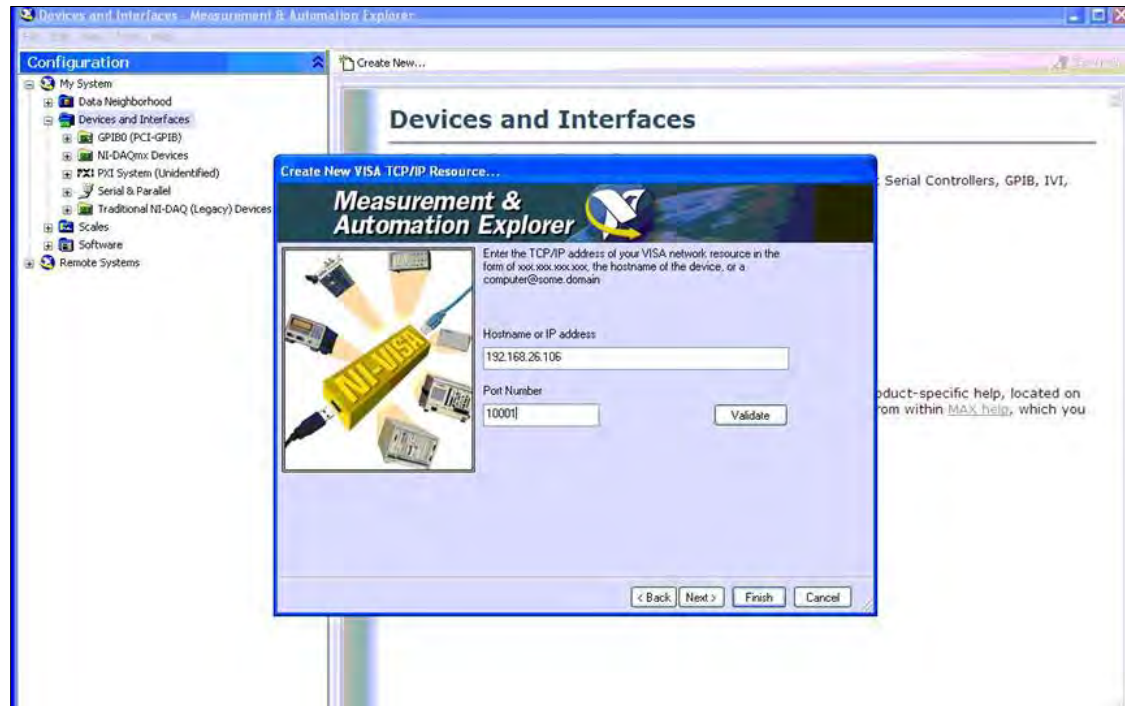 Devices and Interfaces - Measurement & Automation Explorer
Configuration
Create New...
My System
Data Neighborhood
Devices and Interfaces
GPIB0 (PCI-GPIB)
NI-DAQmx Devices
PXI PXI System (Unidentified)
Serial & Parallel
Traditional NI-DAQ (Legacy) Devices
Scales
Software
Remote Systems
Devices and Interfaces
Serial Controllers, GPIB, IVI,
oduct-specific help, located on
rom within MAX help, which you
Create New VISA TCP/IP Resource...
Measurement &
Automation Explorer
NI-VISA
Enter the TCP/IP address of your VISA network resource in the
form of xxx.xxx.xxx.xxx, the hostname of the device, or a
computer@some.domain
Hostname or IP address
192.168.26.106
Port Number
10001
Validate
< Back
Next >
Finish
Cancel